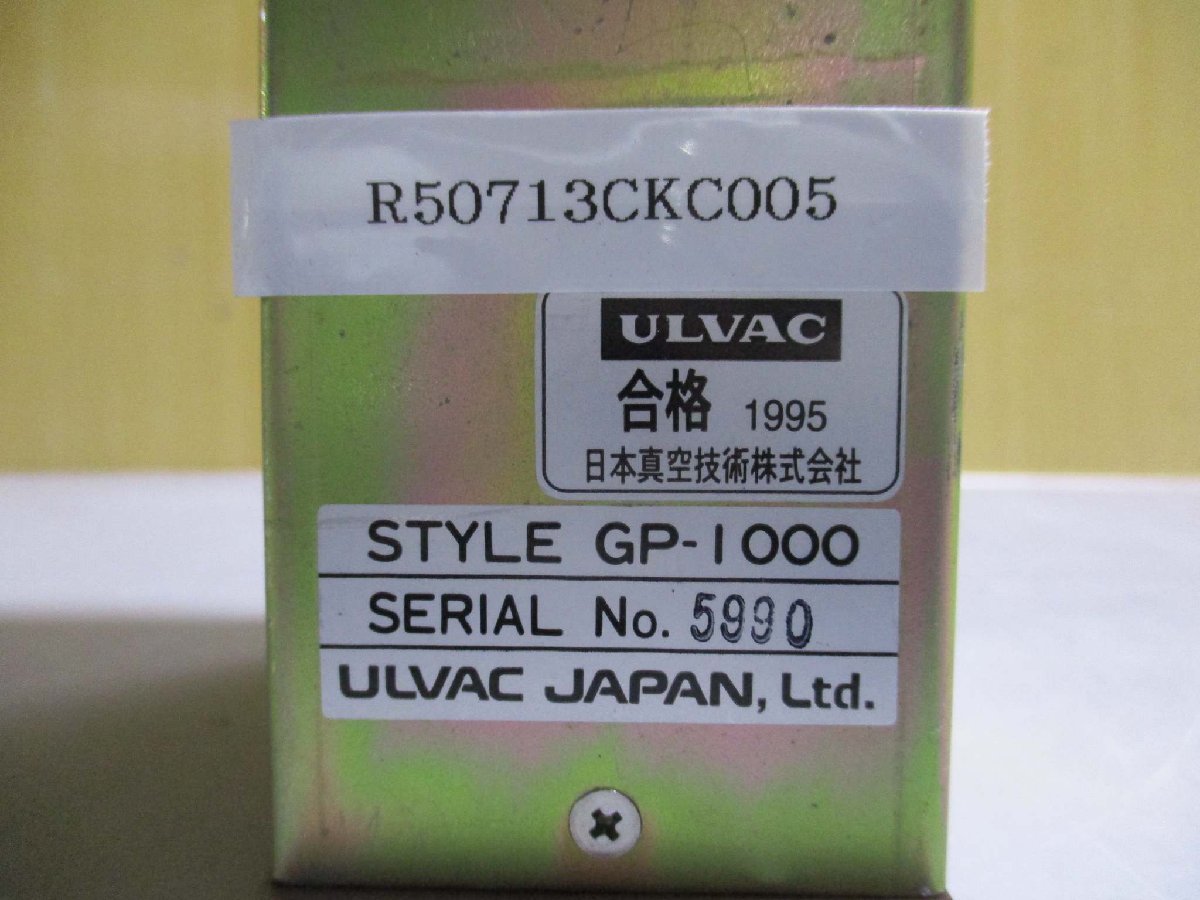 R50713CKC005
ULVAC
合格 1995
日本真空技術株式会社
STYLE GP-1000
SERIAL No. 5990
ULVAC JAPAN, Ltd.